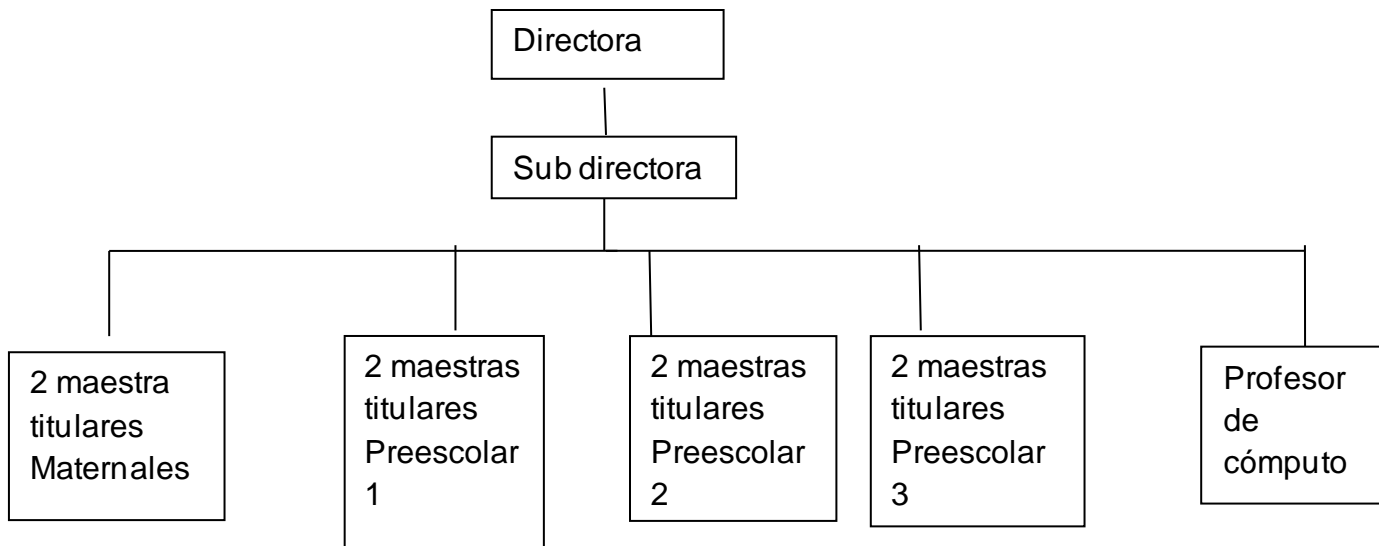 Directora
Sub directora
2 maestra
titulares
Maternales
2 maestras
titulares
Preescolar
1
2 maestras
titulares
Preescolar
2
2 maestras
titulares
Preescolar
3
Profesor
de
cómputo